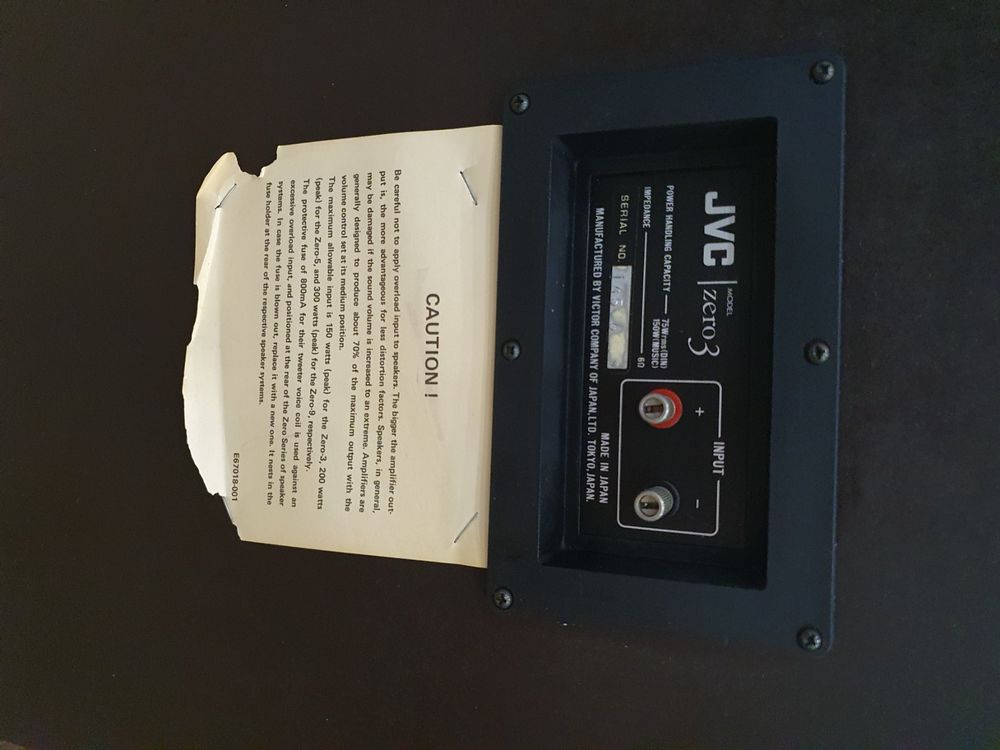 JVC MODEL zero 3
POWER HANDLING CAPACITY 75W rms(DIN)
150W(MUSIC)
IMPEDANCE 6Ω
SERIAL NO.
MANUFACTURED BY VICTOR COMPANY OF JAPAN, LTD. TOKYO, JAPAN.
INPUT
+ −
MADE IN JAPAN
CAUTION !
Be careful not to apply overload input to speakers. The bigger the amplifier out-
put is, the more advantageous for less distortion factors. Speakers, in general,
may be damaged if the sound volume is increased to an extreme. Amplifiers are
generally designed to produce about 70% of the maximum output with the
volume control set at its medium position.
The maximum allowable input is 150 watts (peak) for the Zero-3, 200 watts
(peak) for the Zero-5, and 300 watts (peak) for the Zero-9, respectively.
The protective fuse of 800mA for their tweeter voice coil is used against an
excessive overload input, and positioned at the rear of the Zero Series of speaker
systems. In case the fuse is blown out, replace it with a new one. It nests in the
fuse holder at the rear of the respective speaker systems.
E67018-001